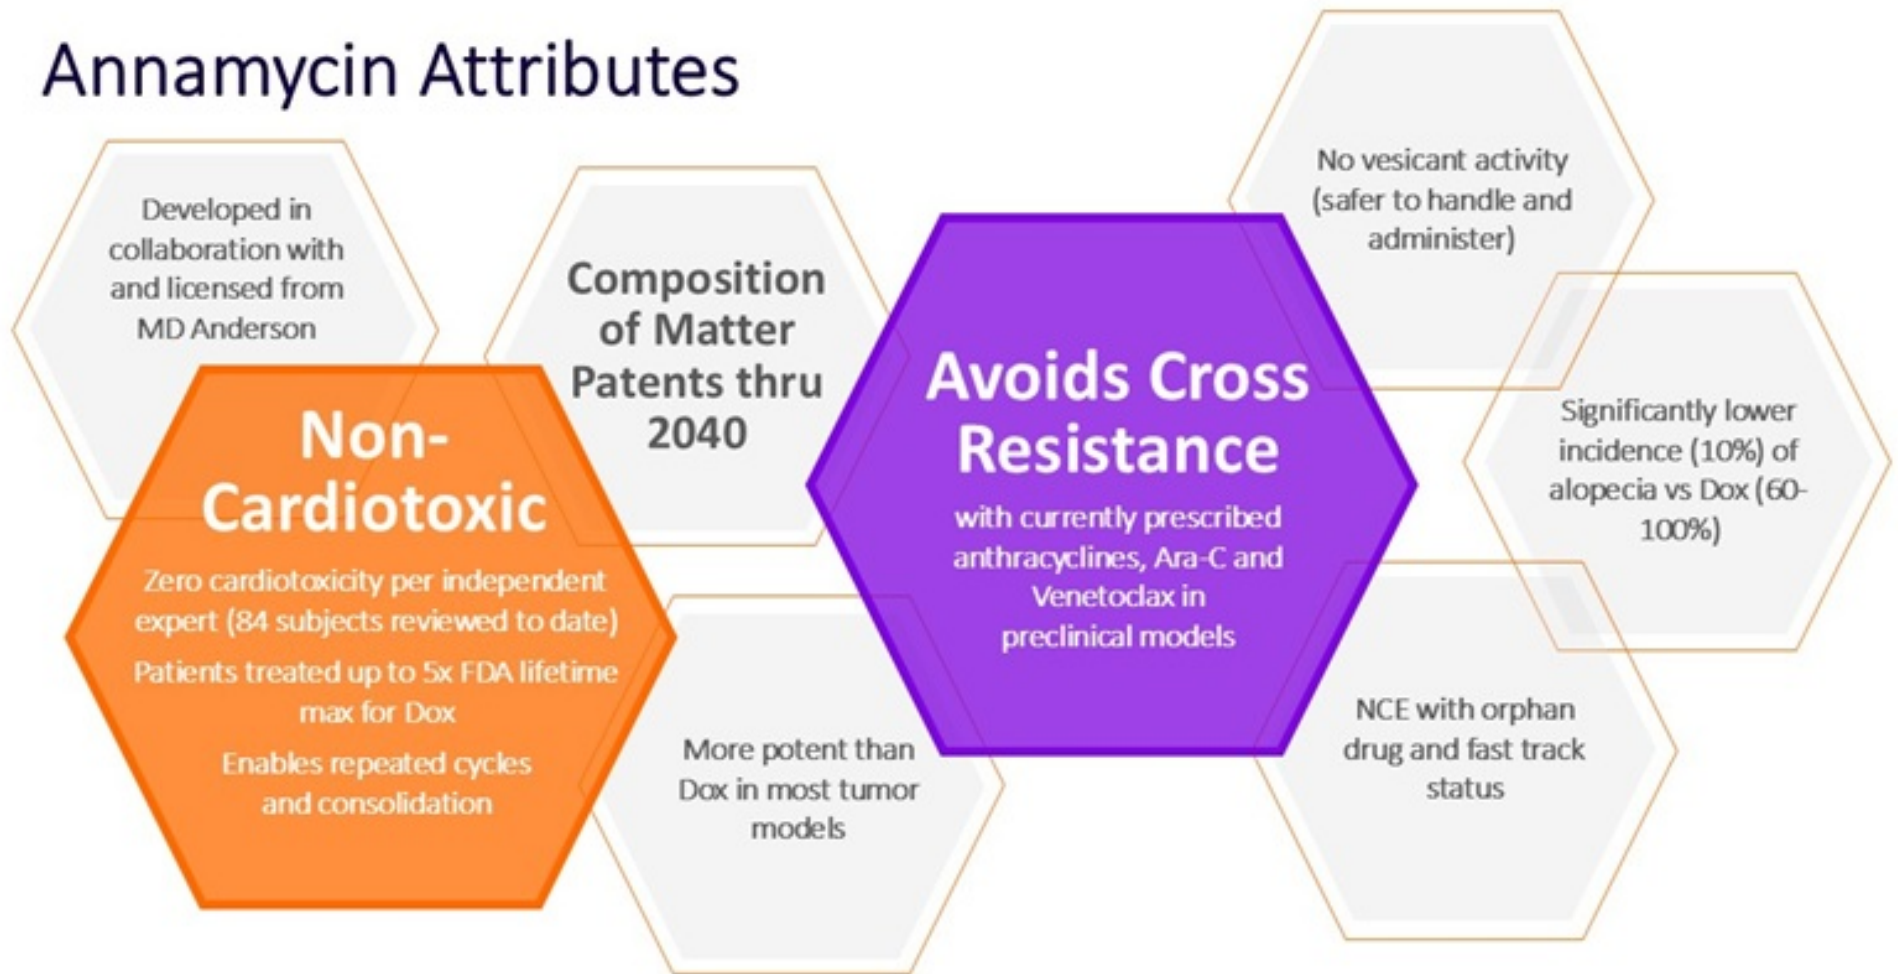 Annamycin Attributes
Developed in
collaboration with
and licensed from
MD Anderson
Non-
Cardiotoxic
Zero cardiotoxicity per independent
expert (84 subjects reviewed to date)
Patients treated up to 5x FDA lifetime
max for Dox
Enables repeated cycles
and consolidation
Composition
of Matter
Patents thru
2040
More potent than
Dox in most tumor
models
Avoids Cross
Resistance
with currently prescribed
anthracyclines, Ara-C and
Venetoclax in
preclinical models
No vesicant activity
(safer to handle and
administer)
Significantly lower
incidence (10%) of
alopecia vs Dox (60-
100%)
NCE with orphan
drug and fast track
status